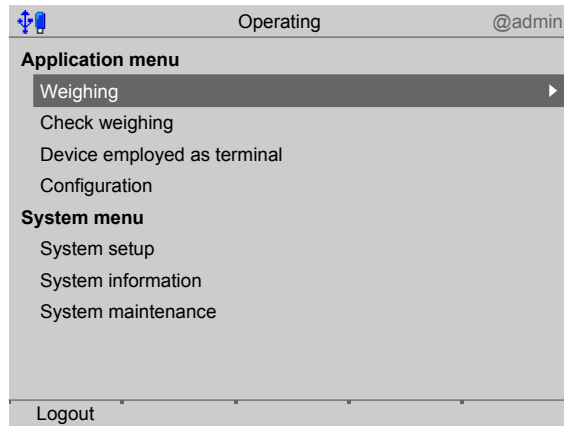 Operating @admin
Application menu
Weighing
Check weighing
Device employed as terminal
Configuration
System menu
System setup
System information
System maintenance
Logout